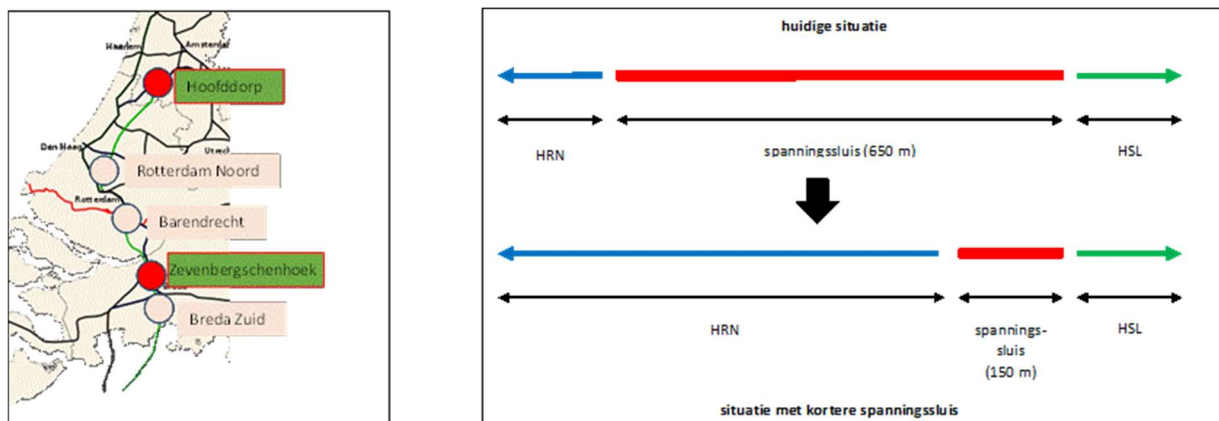 Haarlem
Amsterdam
Hoofddorp
Den Haag
Utrecht
Rotterdam Noord
Rotterdam
Barendrecht
Zevenbergschenhoek
Breda Zuid
huidige situatie
HRN
spanningssluis (650 m)
HSL
HRN
spannings-
sluis
(150 m)
HSL
situatie met kortere spanningssluis